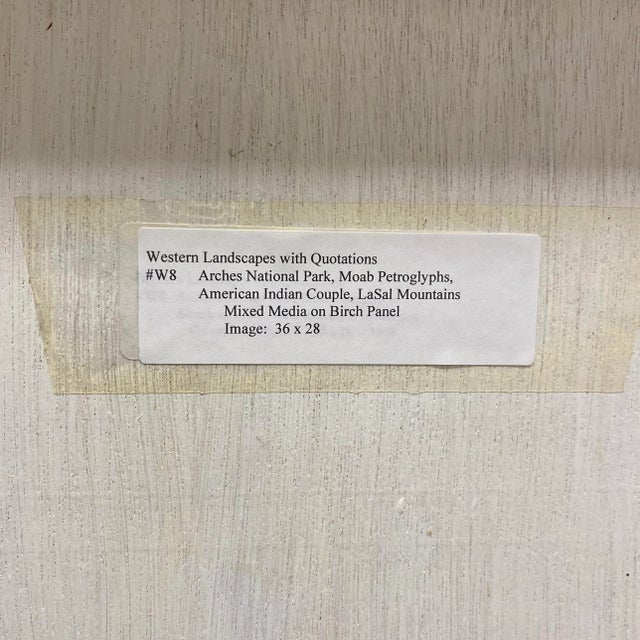 Western Landscapes with Quotations
#W8 Arches National Park, Moab Petroglyphs,
American Indian Couple, LaSal Mountains
Mixed Media on Birch Panel
Image: 36 x 28